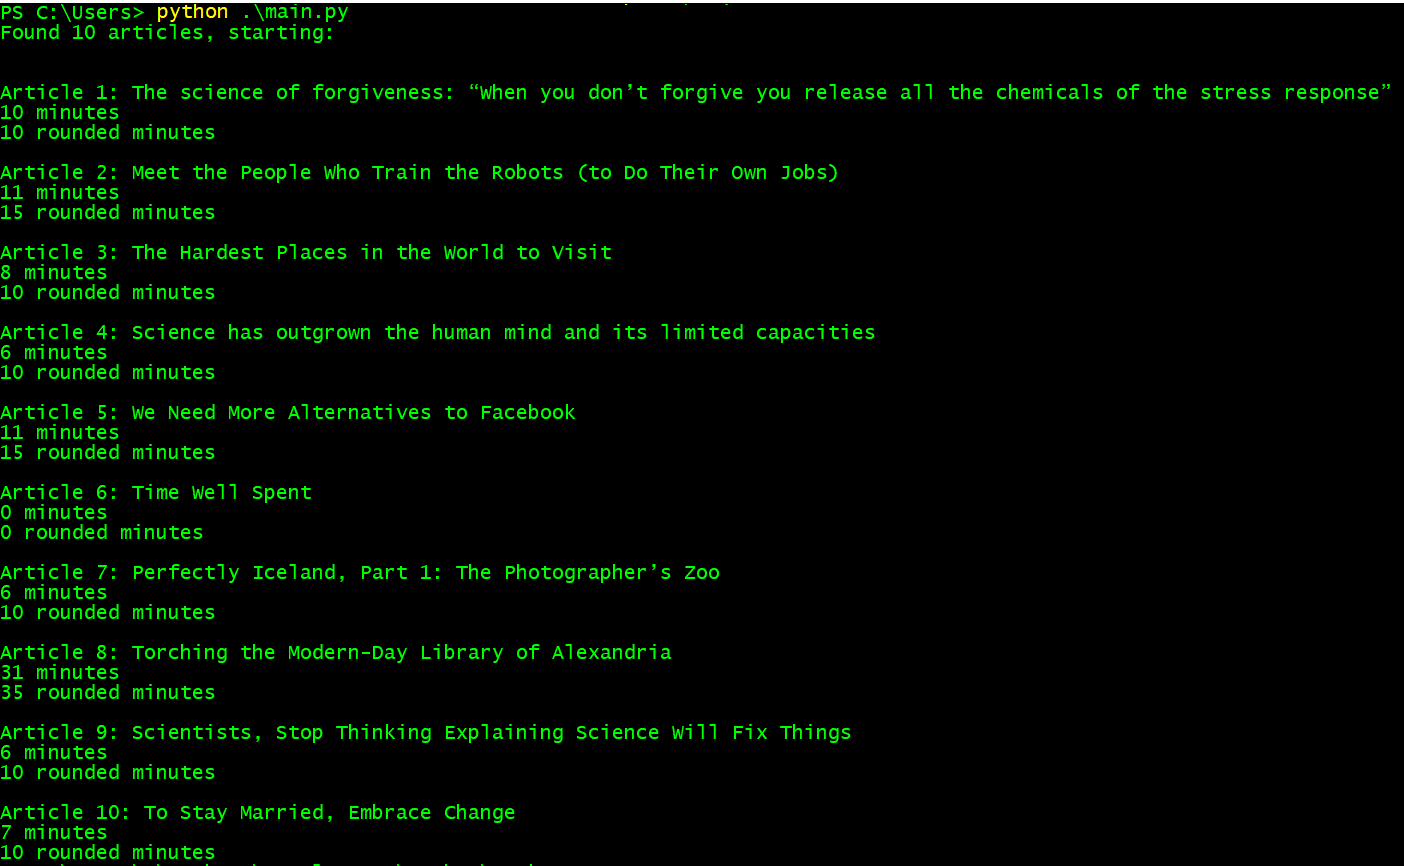 PS C:\Users> python .\main.py
Found 10 articles, starting:
Article 1: The science of forgiveness: “When you don’t forgive you release all the chemicals of the stress response”
10 minutes
10 rounded minutes
Article 2: Meet the People Who Train the Robots (to Do Their Own Jobs)
11 minutes
15 rounded minutes
Article 3: The Hardest Places in the World to Visit
8 minutes
10 rounded minutes
Article 4: Science has outgrown the human mind and its limited capacities
6 minutes
10 rounded minutes
Article 5: We Need More Alternatives to Facebook
11 minutes
15 rounded minutes
Article 6: Time Well Spent
0 minutes
0 rounded minutes
Article 7: Perfectly Iceland, Part 1: The Photographer’s Zoo
6 minutes
10 rounded minutes
Article 8: Torching the Modern-Day Library of Alexandria
31 minutes
35 rounded minutes
Article 9: Scientists, Stop Thinking Explaining Science Will Fix Things
6 minutes
10 rounded minutes
Article 10: To Stay Married, Embrace Change
7 minutes
10 rounded minutes